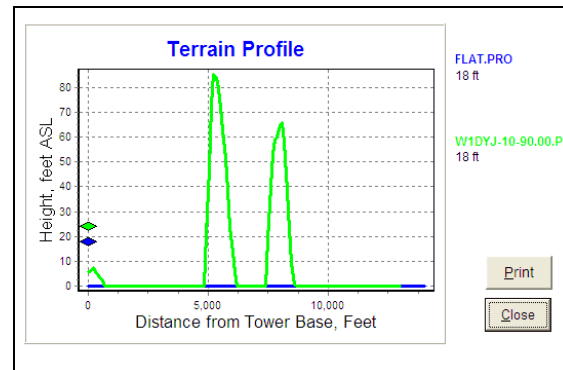 Terrain Profile
FLAT.PRO
18 ft
W1DYJ-10-90.00.P
18 ft
Height, feet ASL
80
70
60
50
40
30
20
10
0
0 5,000 10,000
Distance from Tower Base, Feet
Print
Close